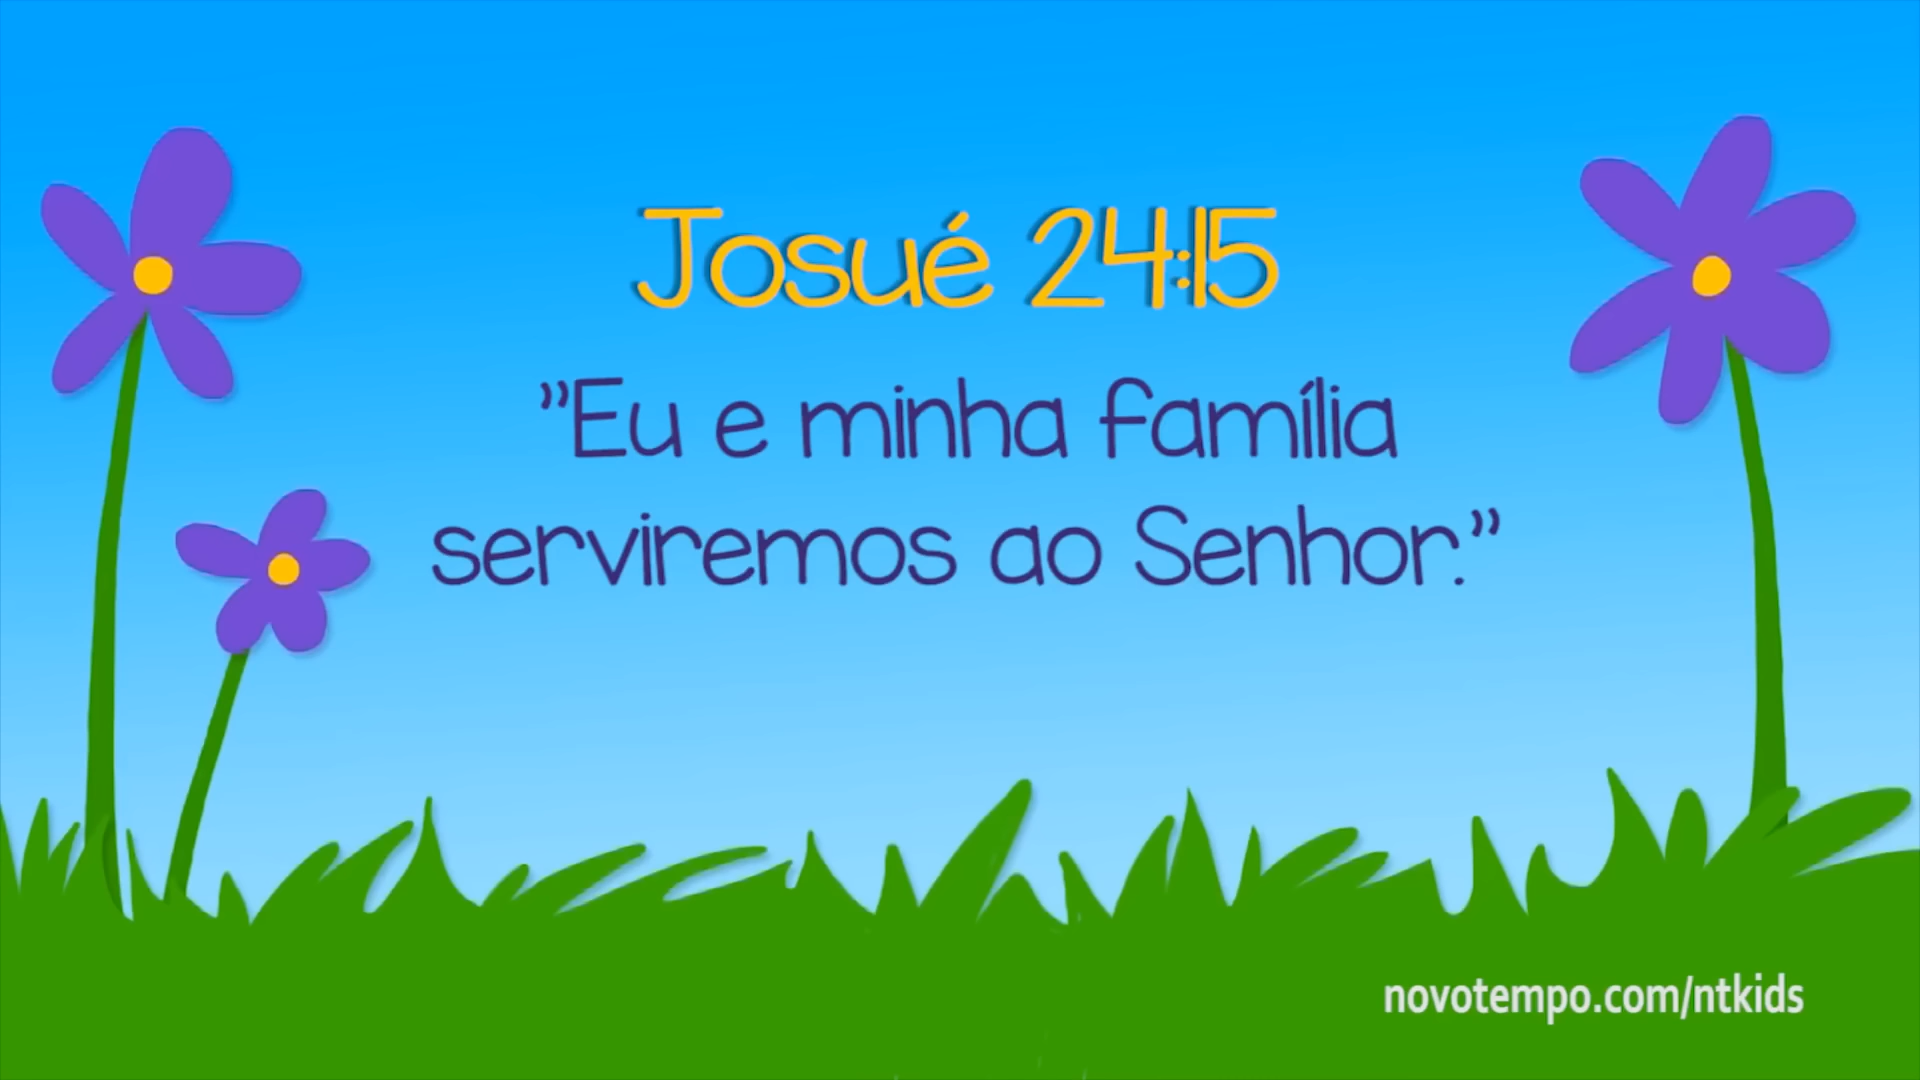 Josué 24:15
”Eu e minha família
serviremos ao Senhor.”
novotempo.com/ntkids